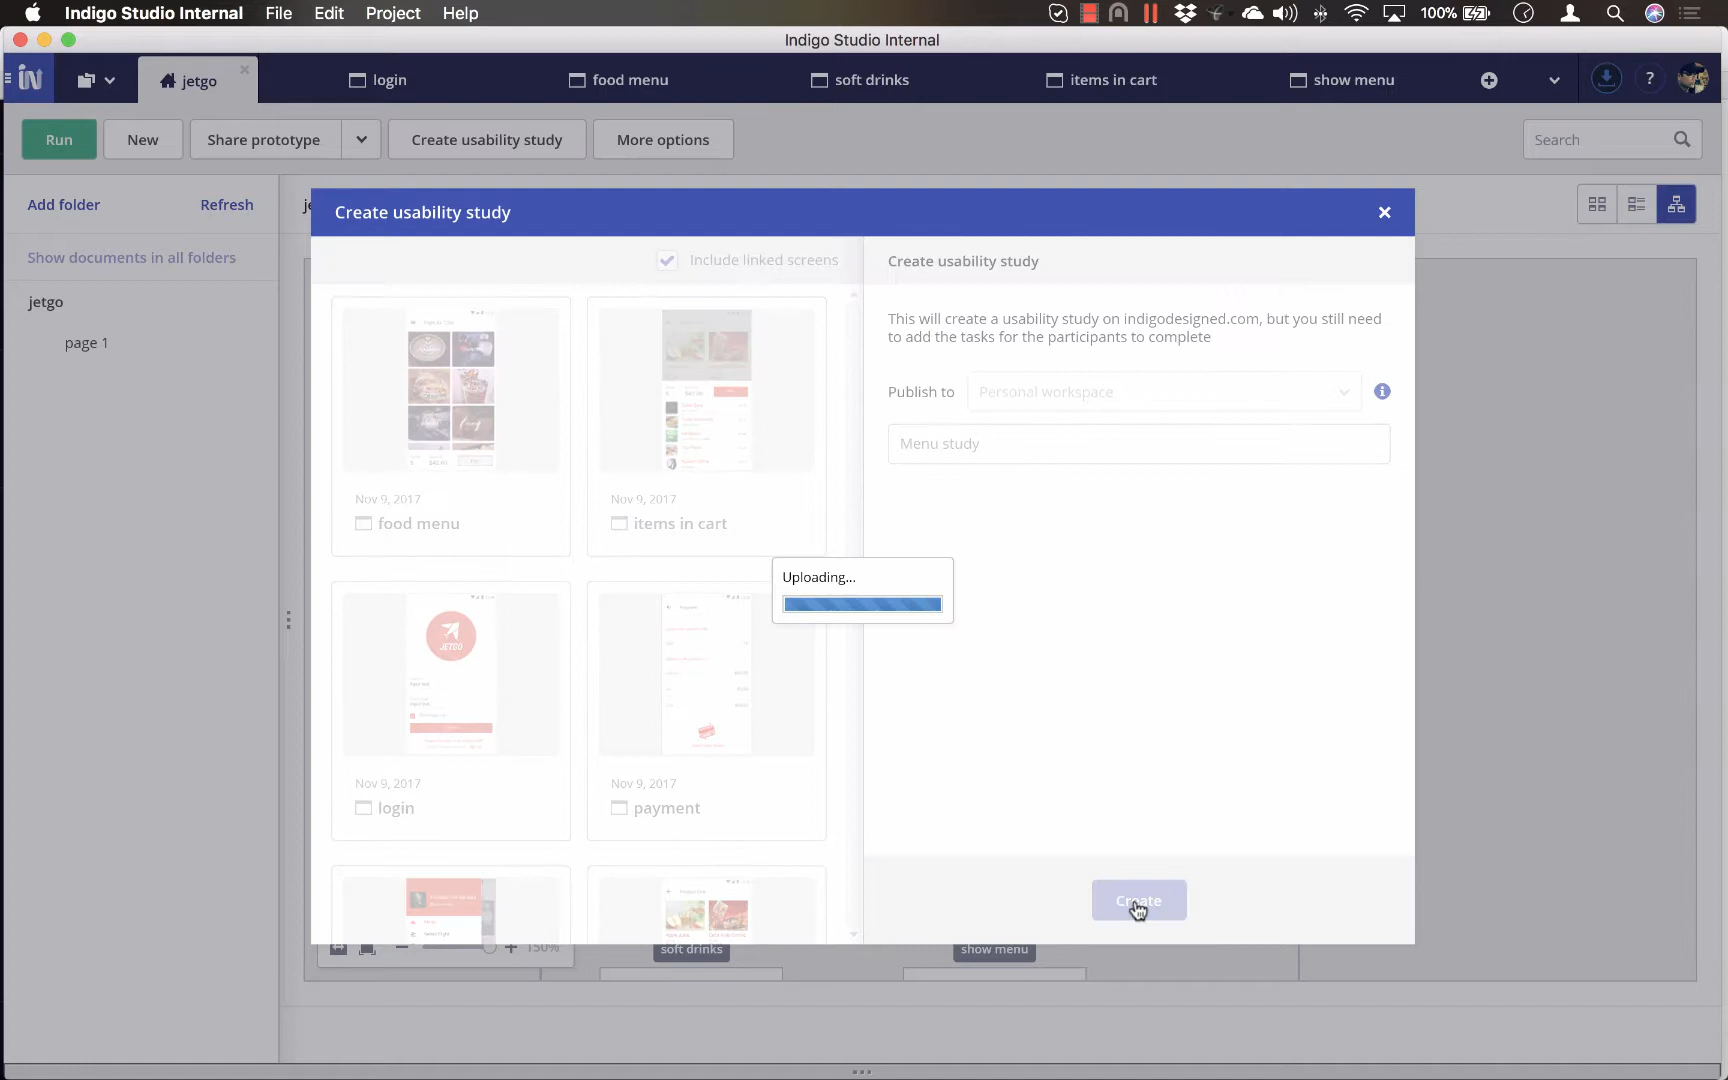 Indigo Studio Internal File Edit Project Help 100%
Indigo Studio Internal
IN jetgo login food menu soft drinks items in cart show menu ?
Run New Share prototype Create usability study More options Search
Add folder Refresh
Show documents in all folders
jetgo
page 1
Create usability study
Include linked screens
Create usability study
This will create a usability study on indigodesigned.com, but you still need
to add the tasks for the participants to complete
Publish to Personal workspace
Menu study
Nov 9, 2017
food menu
Nov 9, 2017
items in cart
Uploading...
JETGO
Nov 9, 2017
login
Nov 9, 2017
payment
Create
150%
soft drinks
show menu